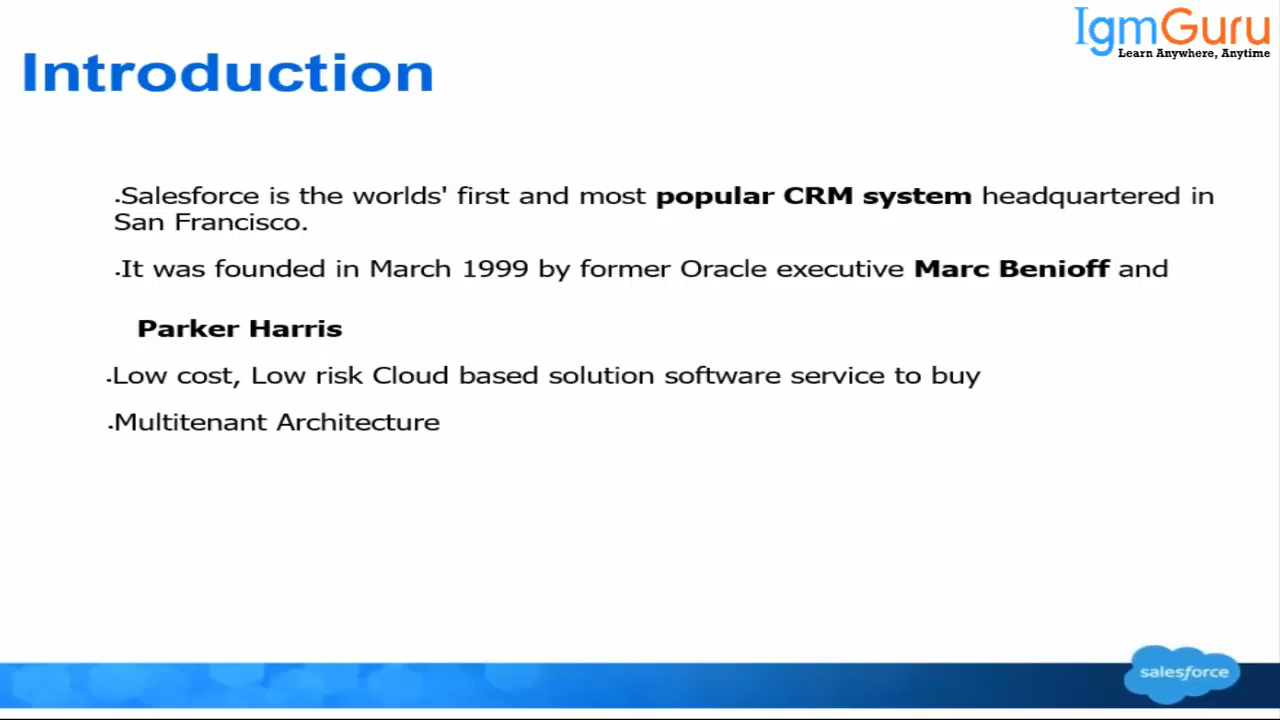 IgmGuru
Learn Anywhere, Anytime
Introduction
.Salesforce is the worlds' first and most popular CRM system headquartered in
San Francisco.
.It was founded in March 1999 by former Oracle executive Marc Benioff and
Parker Harris
.Low cost, Low risk Cloud based solution software service to buy
.Multitenant Architecture
salesforce